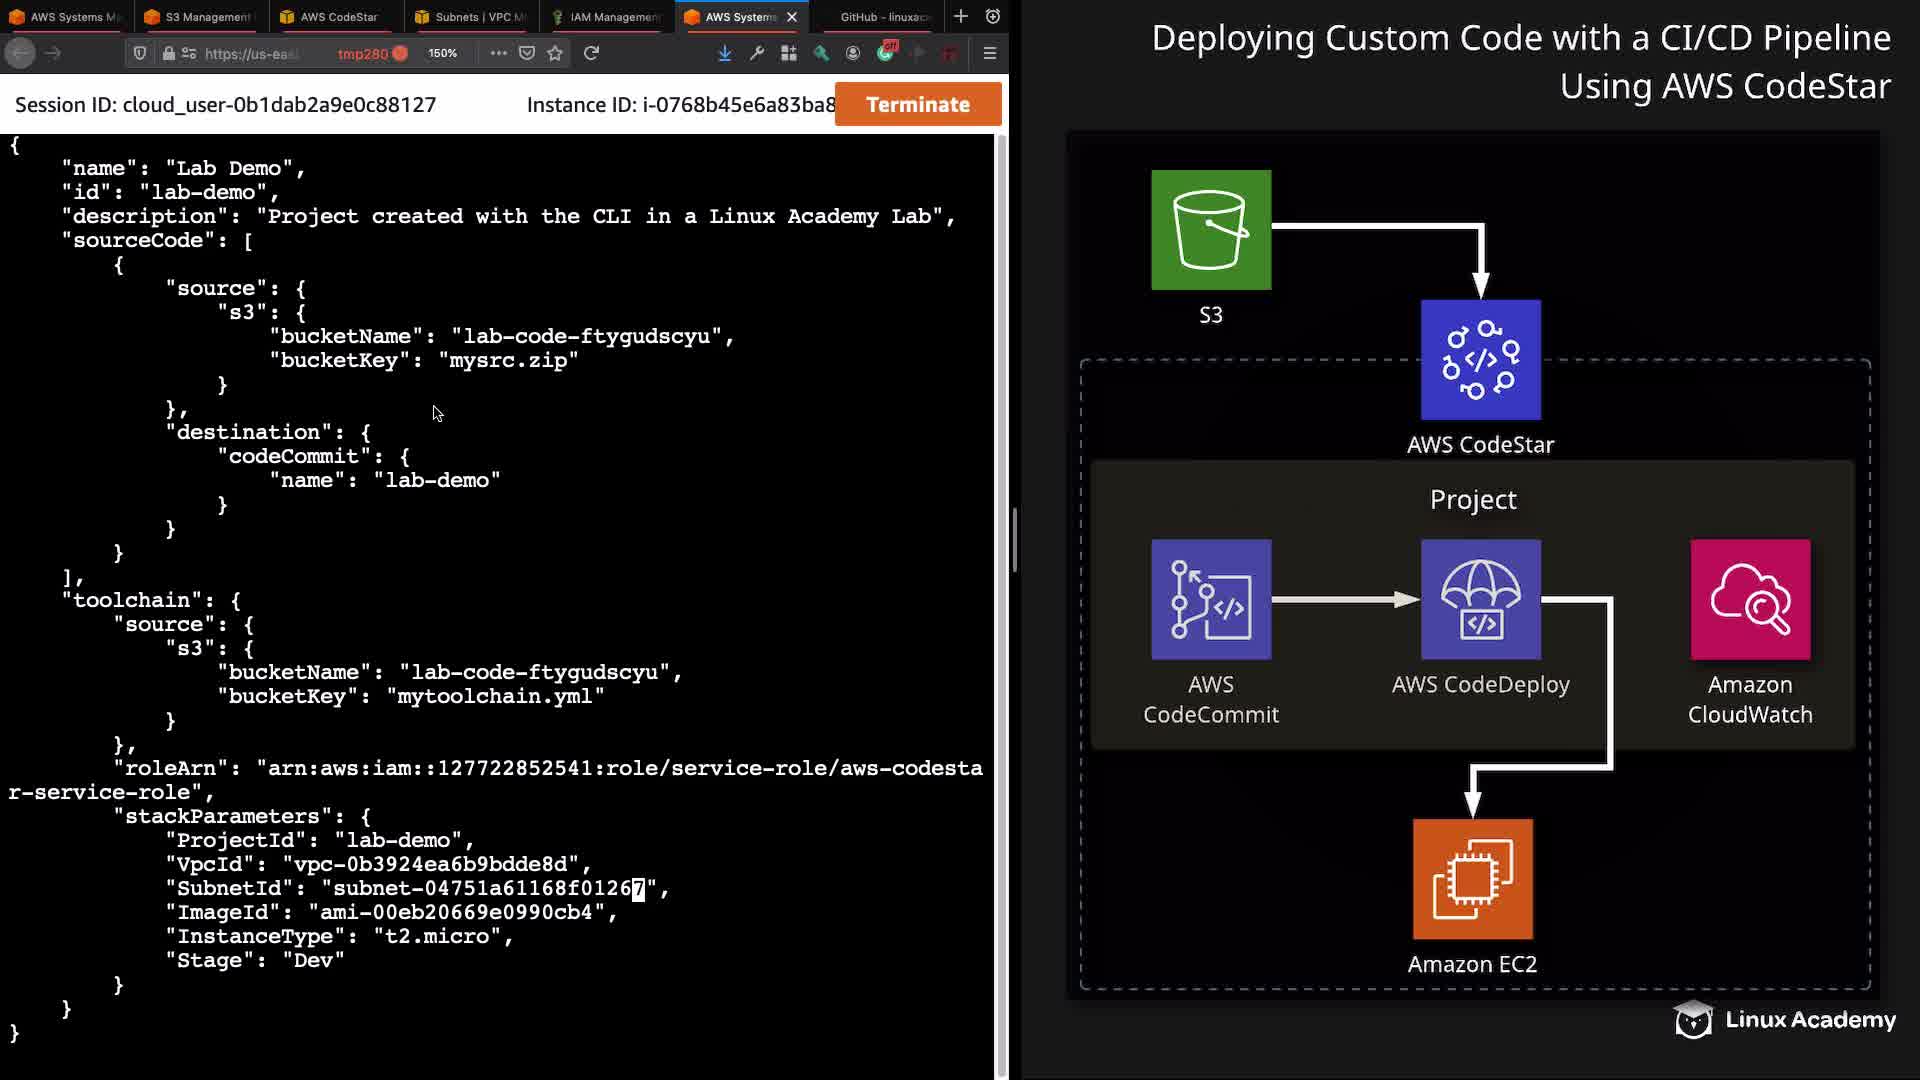 AWS Systems Ma
S3 Management
AWS CodeStar
Subnets | VPC M
IAM Managemen
AWS Systems
GitHub - linuxac
https://us-eas
tmp280
150%
off
Session ID: cloud_user-0b1dab2a9e0c88127
Instance ID: i-0768b45e6a83ba8
Terminate
{
"name": "Lab Demo",
"id": "lab-demo",
"description": "Project created with the CLI in a Linux Academy Lab",
"sourceCode": [
{
"source": {
"s3": {
"bucketName": "lab-code-ftygudscyu",
"bucketKey": "mysrc.zip"
}
},
"destination": {
"codeCommit": {
"name": "lab-demo"
}
}
}
],
"toolchain": {
"source": {
"s3": {
"bucketName": "lab-code-ftygudscyu",
"bucketKey": "mytoolchain.yml"
}
},
"roleArn": "arn:aws:iam::127722852541:role/service-role/aws-codesta
r-service-role",
"stackParameters": {
"ProjectId": "lab-demo",
"VpcId": "vpc-0b3924ea6b9bdde8d",
"SubnetId": "subnet-04751a61168f01267",
"ImageId": "ami-00eb20669e0990cb4",
"InstanceType": "t2.micro",
"Stage": "Dev"
}
}
}
Deploying Custom Code with a CI/CD Pipeline
Using AWS CodeStar
S3
AWS CodeStar
Project
AWS
CodeCommit
AWS CodeDeploy
Amazon
CloudWatch
Amazon EC2
Linux Academy